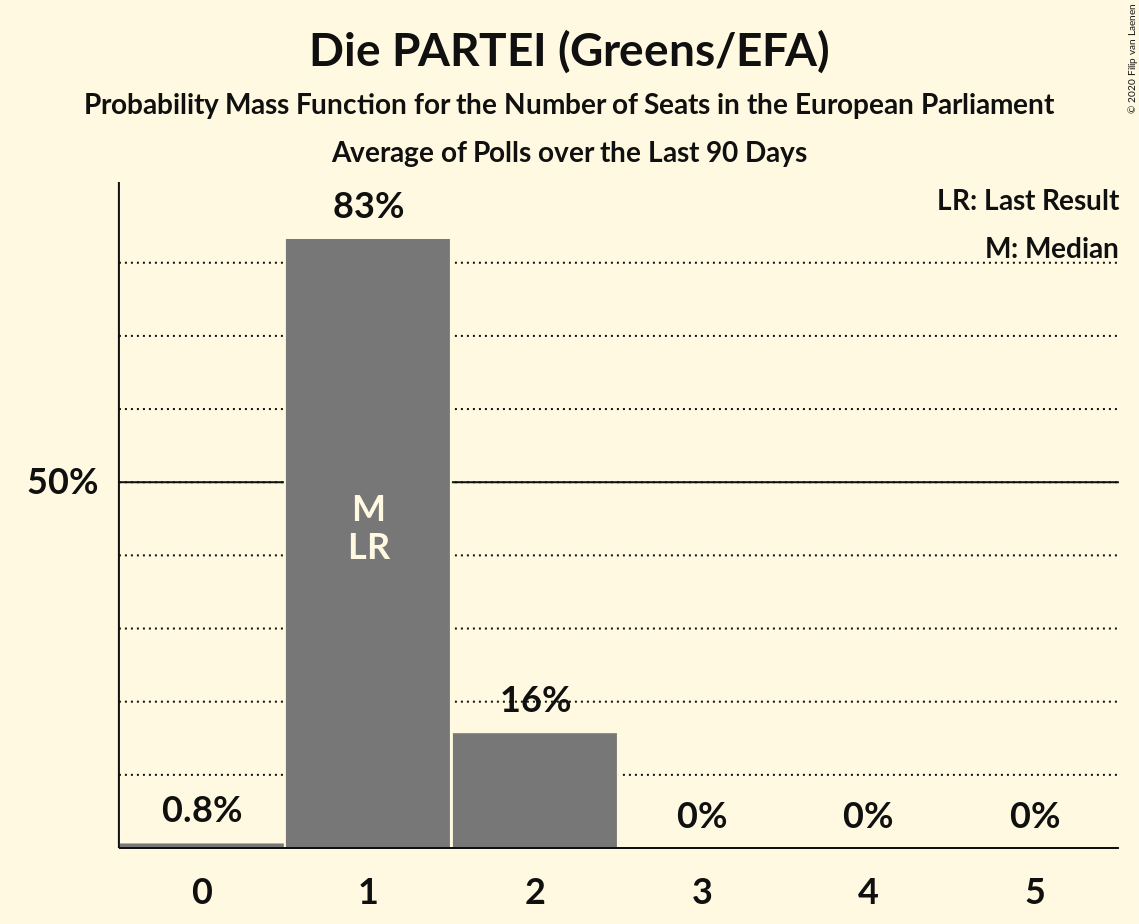 Die PARTEI (Greens/EFA)
Probability Mass Function for the Number of Seats in the European Parliament
Average of Polls over the Last 90 Days
© 2020 Filip van Laenen
LR: Last Result
M: Median
83%
50%
M
LR
16%
0.8%
0%
0%
0%
0
1
2
3
4
5